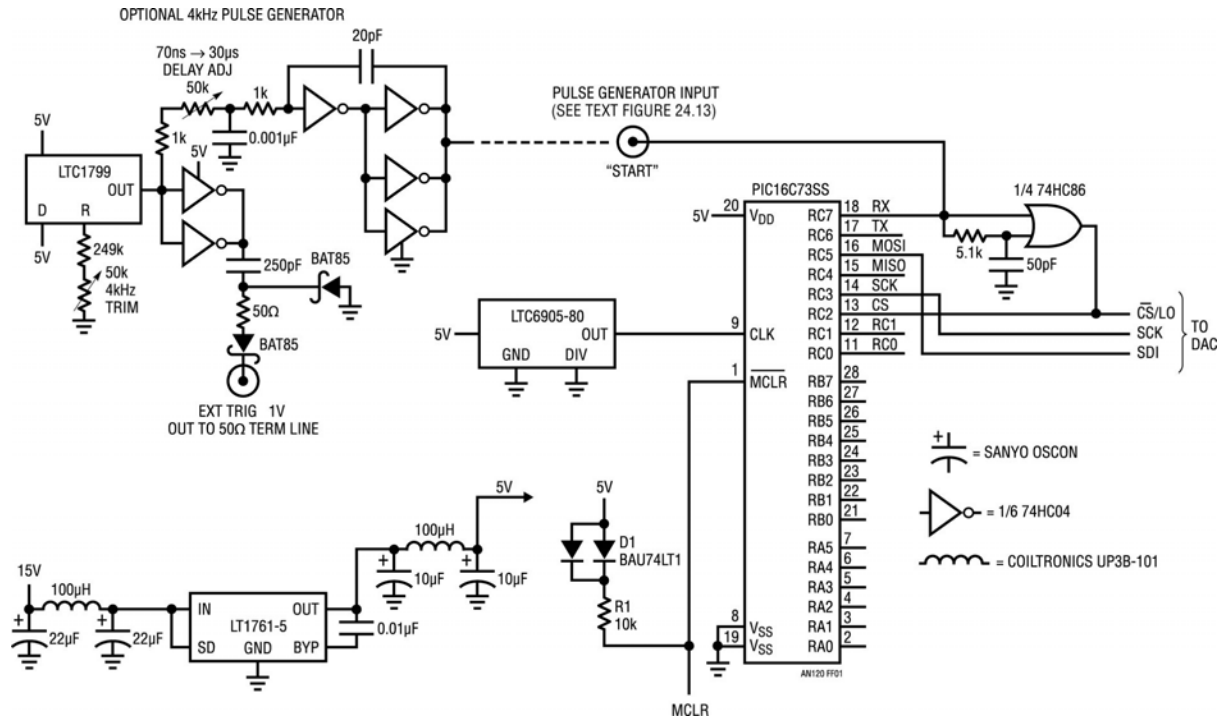 OPTIONAL 4kHz PULSE GENERATOR
20pF
70ns → 30µs
DELAY ADJ
50k
1k
PULSE GENERATOR INPUT
(SEE TEXT FIGURE 24.13)
5V
1k
0.001µF
5V
LTC1799
OUT
D
R
5V
"START"
PIC16C73SS
1/4 74HC86
249k
50k
4kHz
TRIM
250pF
BAT85
50Ω
BAT85
EXT TRIG 1V
OUT TO 50Ω TERM LINE
5V
20
VDD
RC7
18
RX
RC6
17
TX
RC5
16
MOSI
RC4
15
MISO
RC3
14
SCK
RC2
13
CS
RC1
12
RC1
RC0
11
RC0
5.1k
50pF
C̅S̅/LO
SCK
SDI
TO
DAC
5V
LTC6905-80
OUT
GND
DIV
9
CLK
1
M̅C̅L̅R̅
RB7
28
RB6
27
RB5
26
RB4
25
RB3
24
RB2
23
RB1
22
RB0
21
RA5
7
RA4
6
RA3
5
RA2
4
RA1
3
RA0
2
8
VSS
19
VSS
+
= SANYO OSCON
= 1/6 74HC04
= COILTRONICS UP3B-101
5V
100µH
+
10µF
+
10µF
15V
100µH
+
22µF
+
22µF
IN
OUT
LT1761-5
SD
GND
BYP
0.01µF
5V
D1
BAU74LT1
R1
10k
MCLR
AN120 FF01